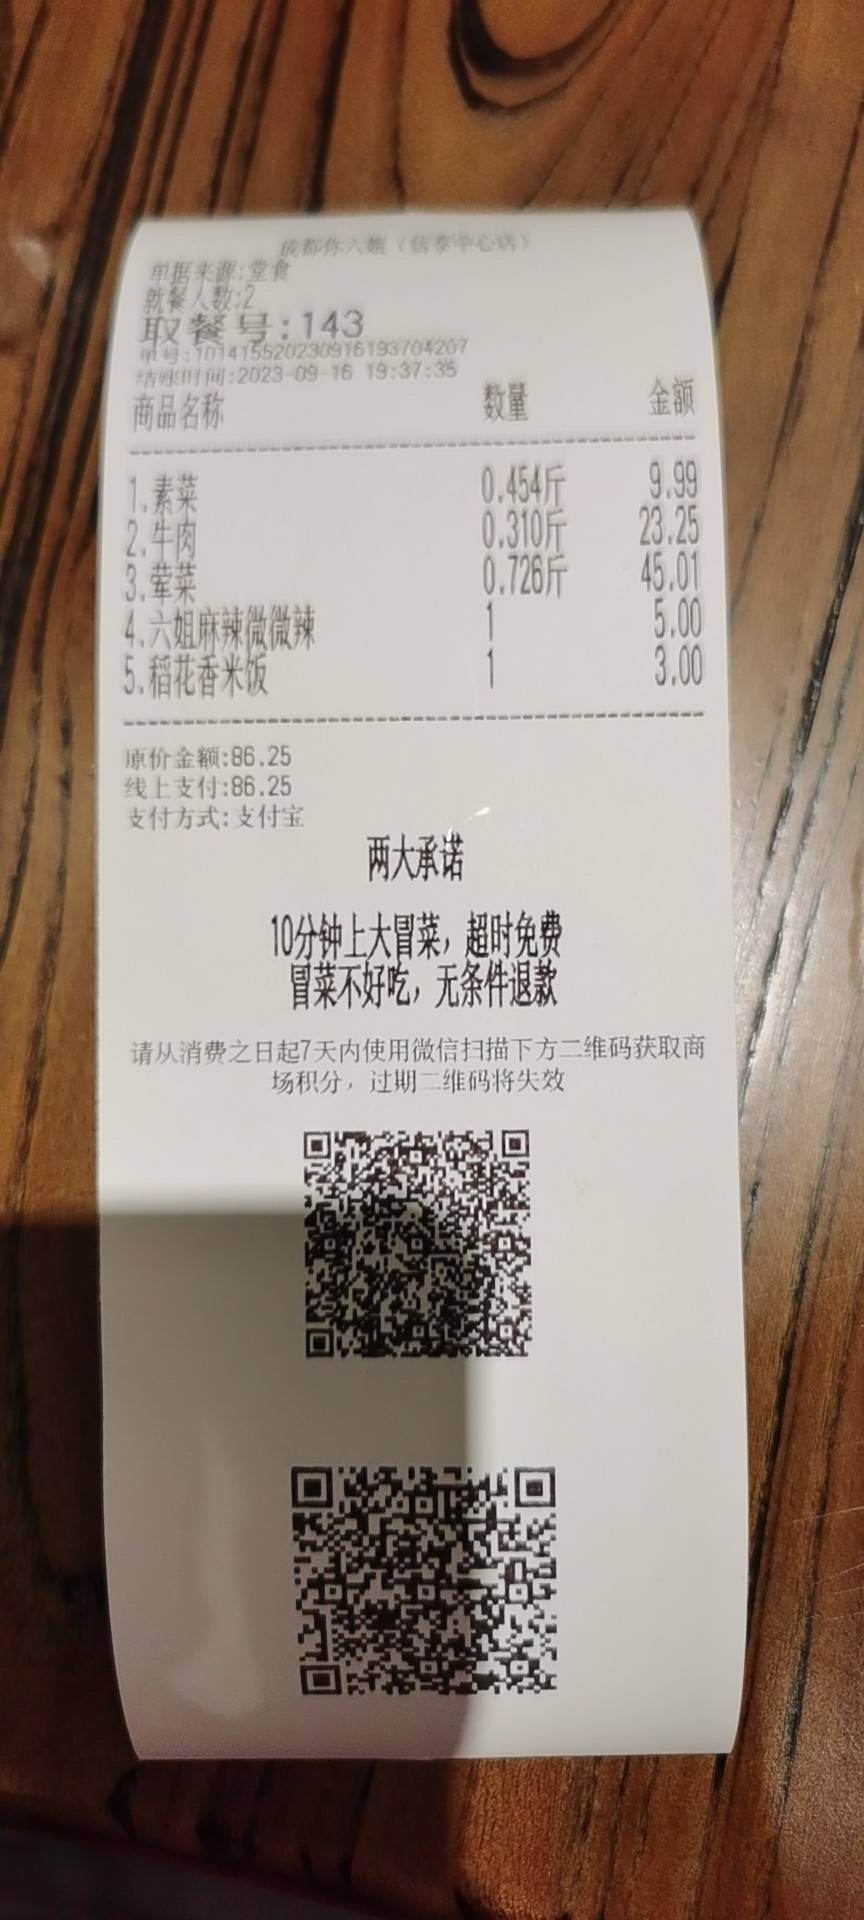 成都你六姐（信泰中心店）
单据来源:堂食
就餐人数:2
取餐号:143
单号:101415520230916193704207
结账时间:2023-09-16 19:37:35
商品名称 数量 金额
1.素菜 0.454斤 9.99
2.牛肉 0.310斤 23.25
3.荤菜 0.726斤 45.01
4.六姐麻辣微微辣 1 5.00
5.稻花香米饭 1 3.00
原价金额:86.25
线上支付:86.25
支付方式:支付宝
两大承诺
10分钟上大冒菜，超时免费
冒菜不好吃，无条件退款
请从消费之日起7天内使用微信扫描下方二维码获取商
场积分，过期二维码将失效